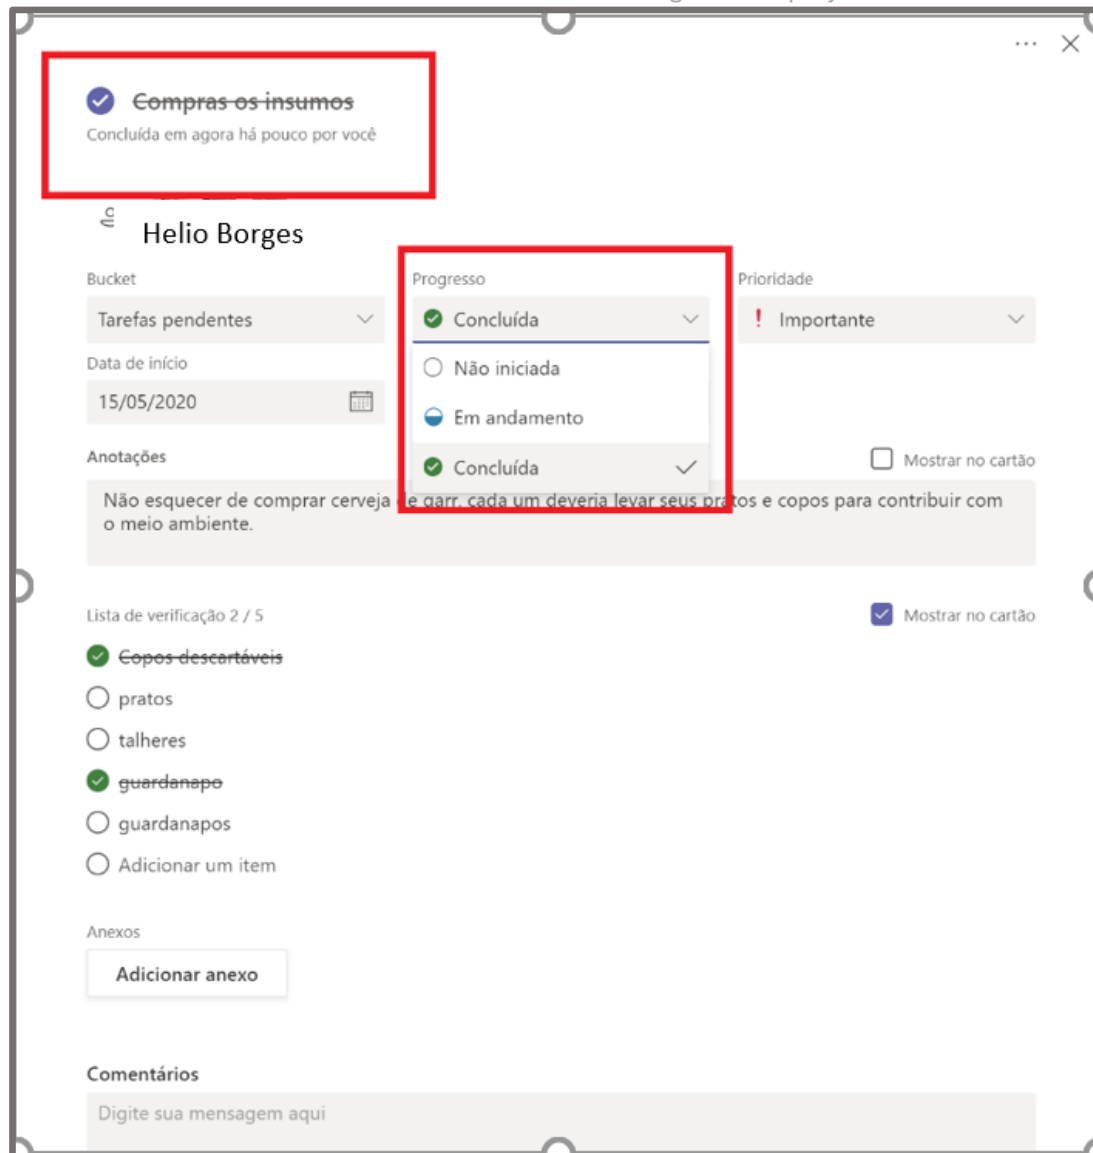 Compras os insumos
Concluída em agora há pouco por você
Helio Borges
Bucket
Progresso
Prioridade
Tarefas pendentes
Concluída
Importante
Data de início
Não iniciada
15/05/2020
Em andamento
Anotações
Concluída
Mostrar no cartão
Não esquecer de comprar cerveja de garr, cada um deveria levar seus pratos e copos para contribuir com
o meio ambiente.
Lista de verificação 2 / 5
Mostrar no cartão
Copos descartáveis
pratos
talheres
guardanapo
guardanapos
Adicionar um item
Anexos
Adicionar anexo
Comentários
Digite sua mensagem aqui